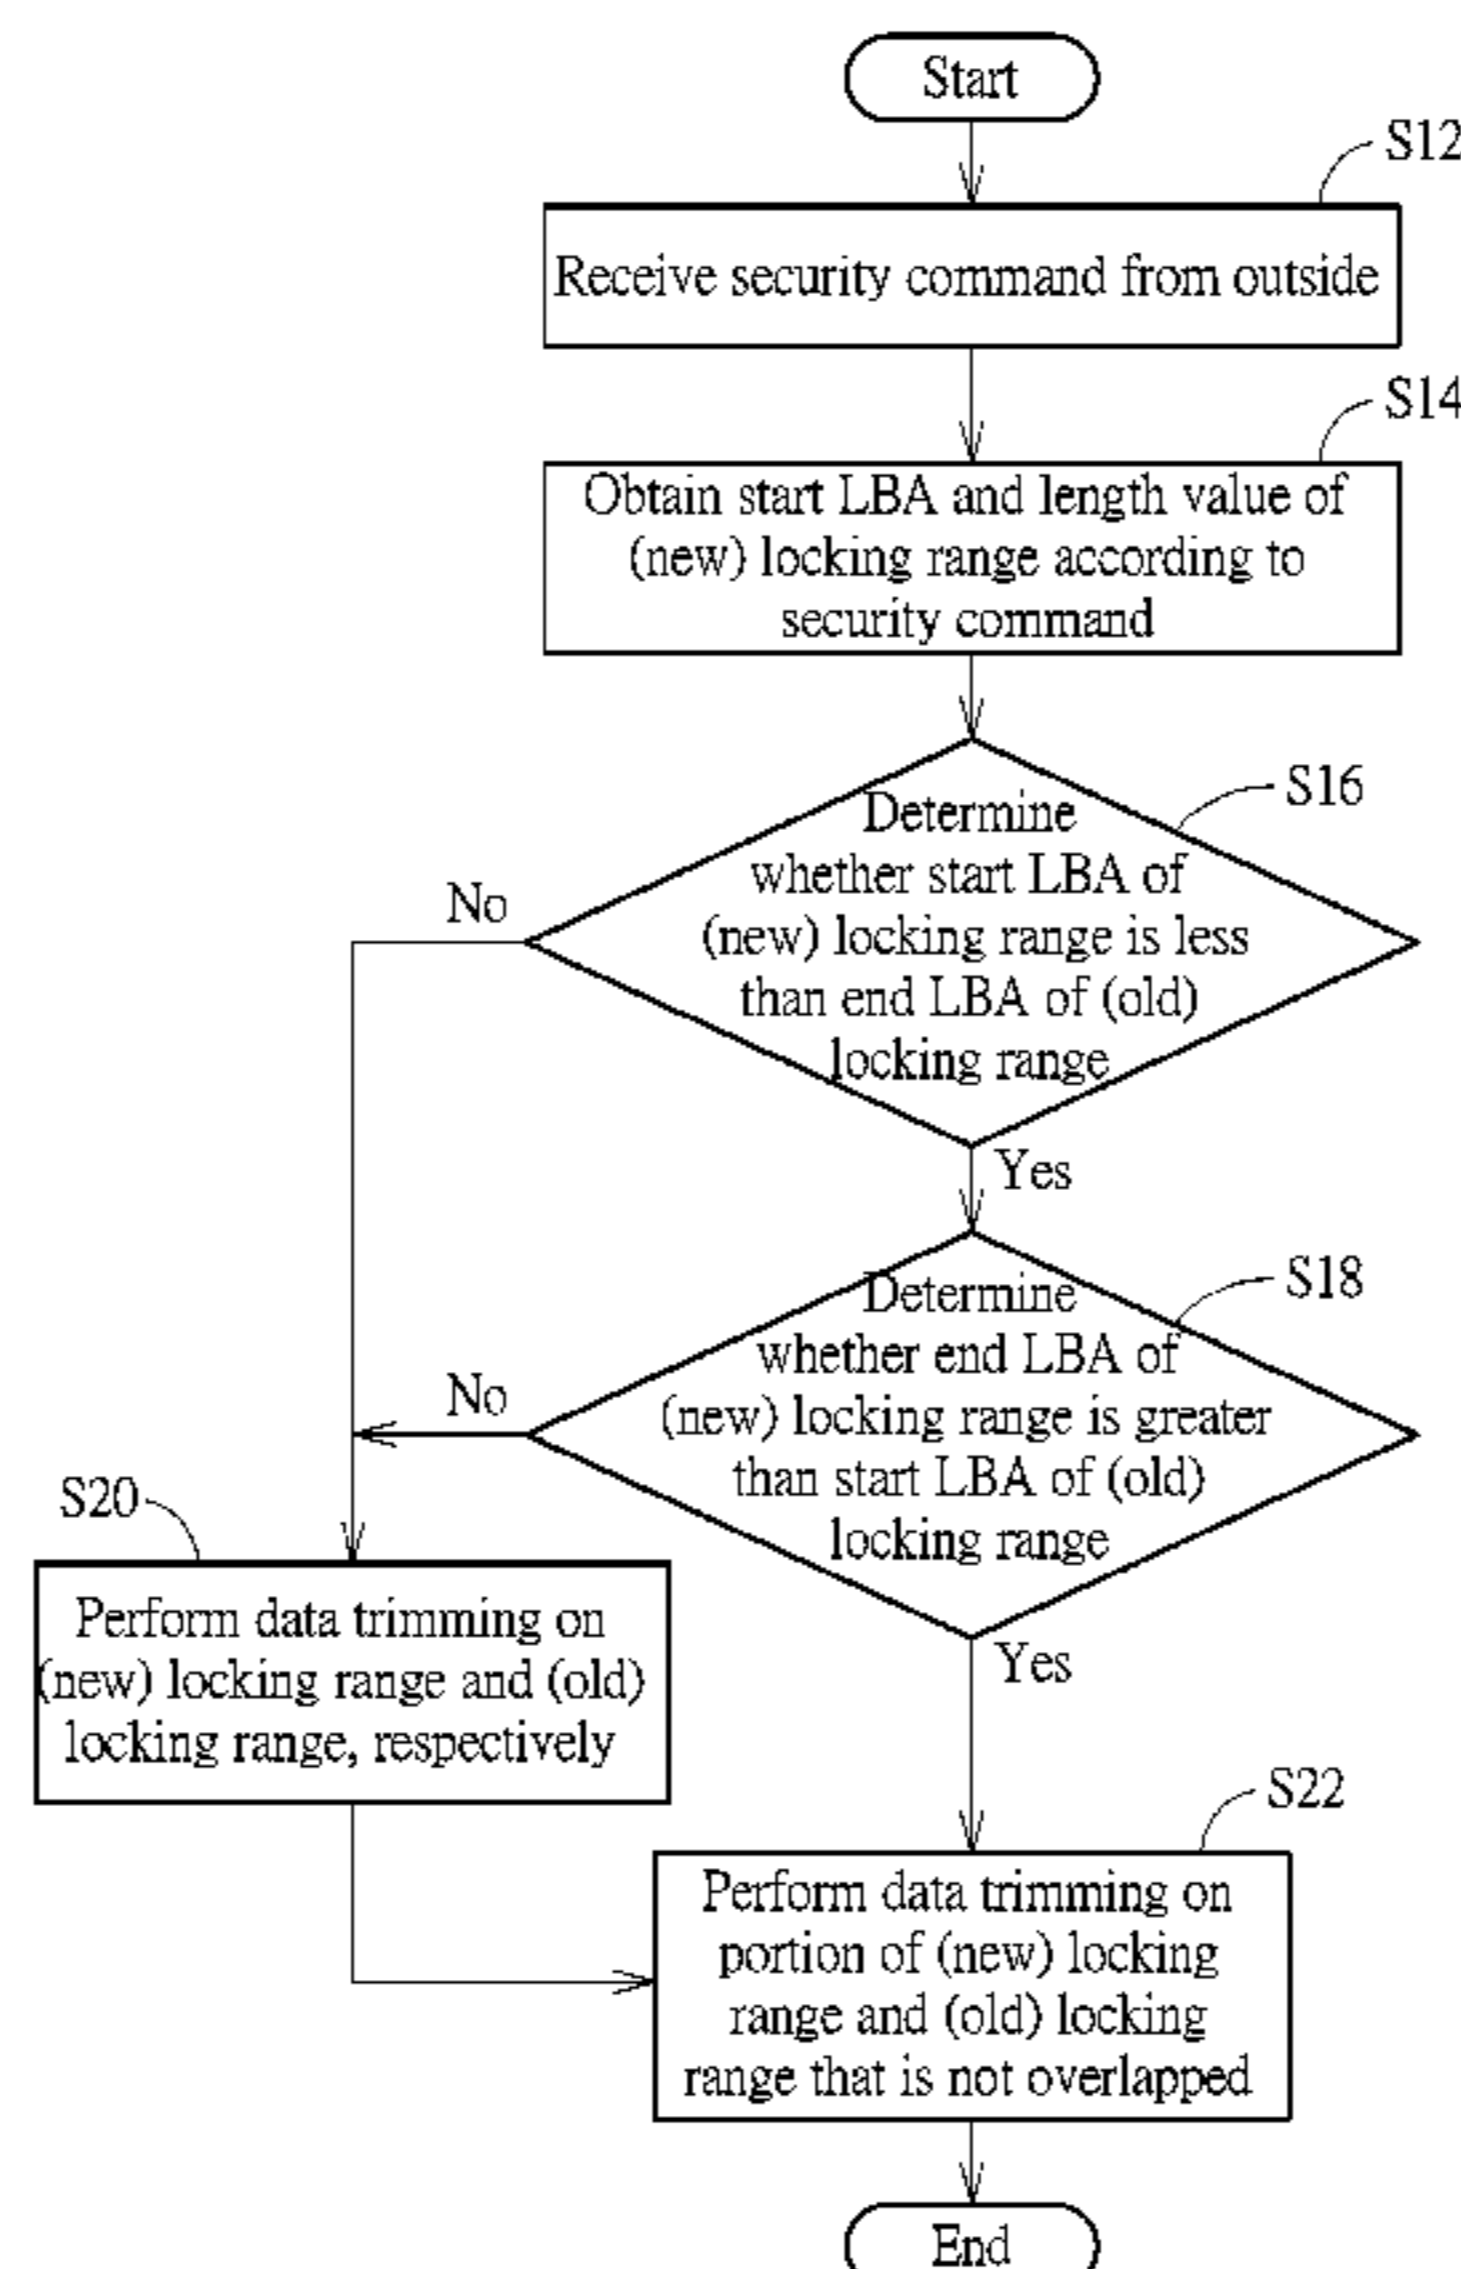 Start
S12
Receive security command from outside
S14
Obtain start LBA and length value of
(new) locking range according to
security command
S16
Determine
whether start LBA of
(new) locking range is less
than end LBA of (old)
locking range
No
Yes
S18
Determine
whether end LBA of
(new) locking range is greater
than start LBA of (old)
locking range
No
Yes
S20
Perform data trimming on
(new) locking range and (old)
locking range, respectively
S22
Perform data trimming on
portion of (new) locking
range and (old) locking
range that is not overlapped
End